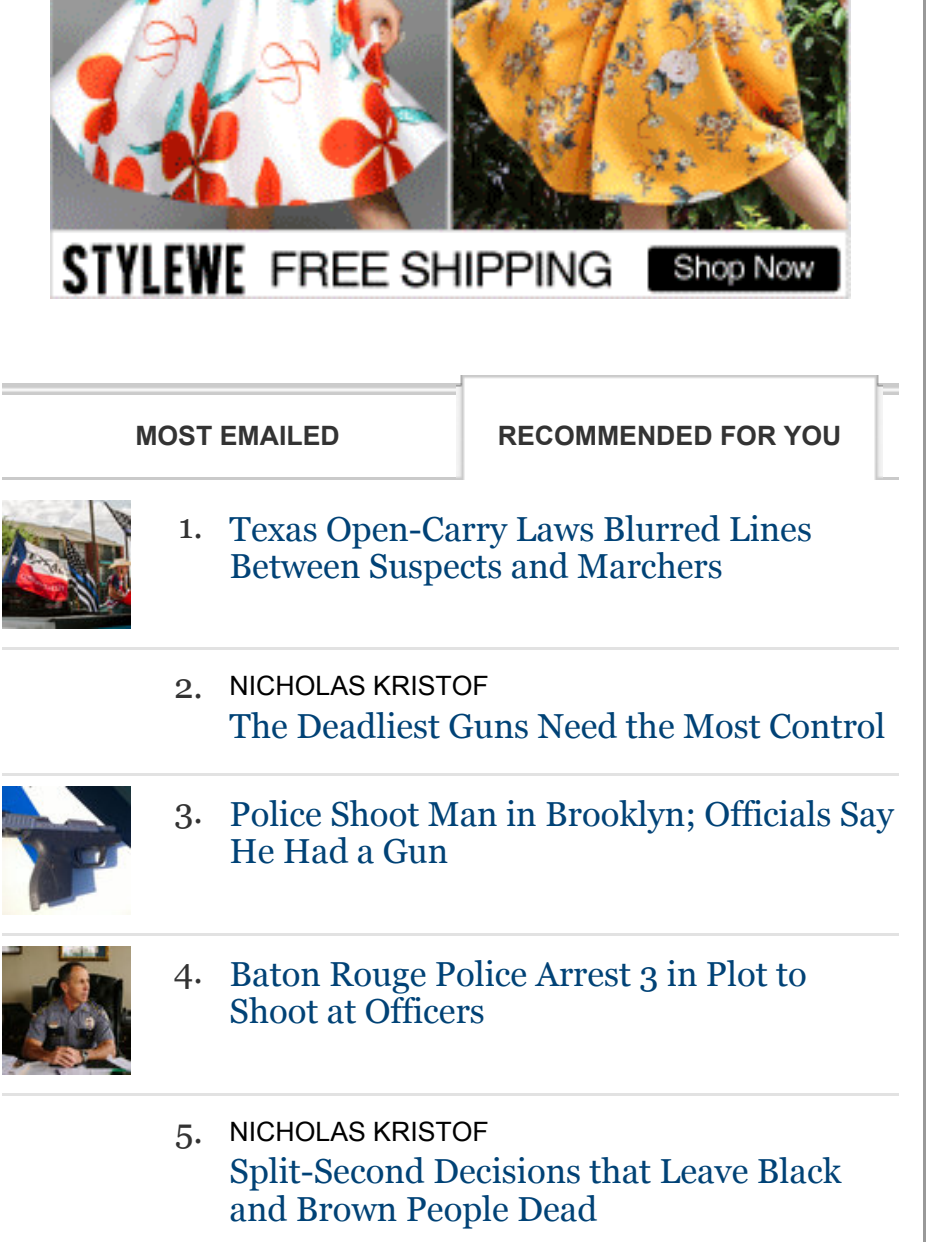 STYLEWE FREE SHIPPING Shop Now
MOST EMAILED RECOMMENDED FOR YOU
1. Texas Open-Carry Laws Blurred Lines
Between Suspects and Marchers
2. NICHOLAS KRISTOF
The Deadliest Guns Need the Most Control
3. Police Shoot Man in Brooklyn; Officials Say
He Had a Gun
4. Baton Rouge Police Arrest 3 in Plot to
Shoot at Officers
5. NICHOLAS KRISTOF
Split-Second Decisions that Leave Black
and Brown People Dead